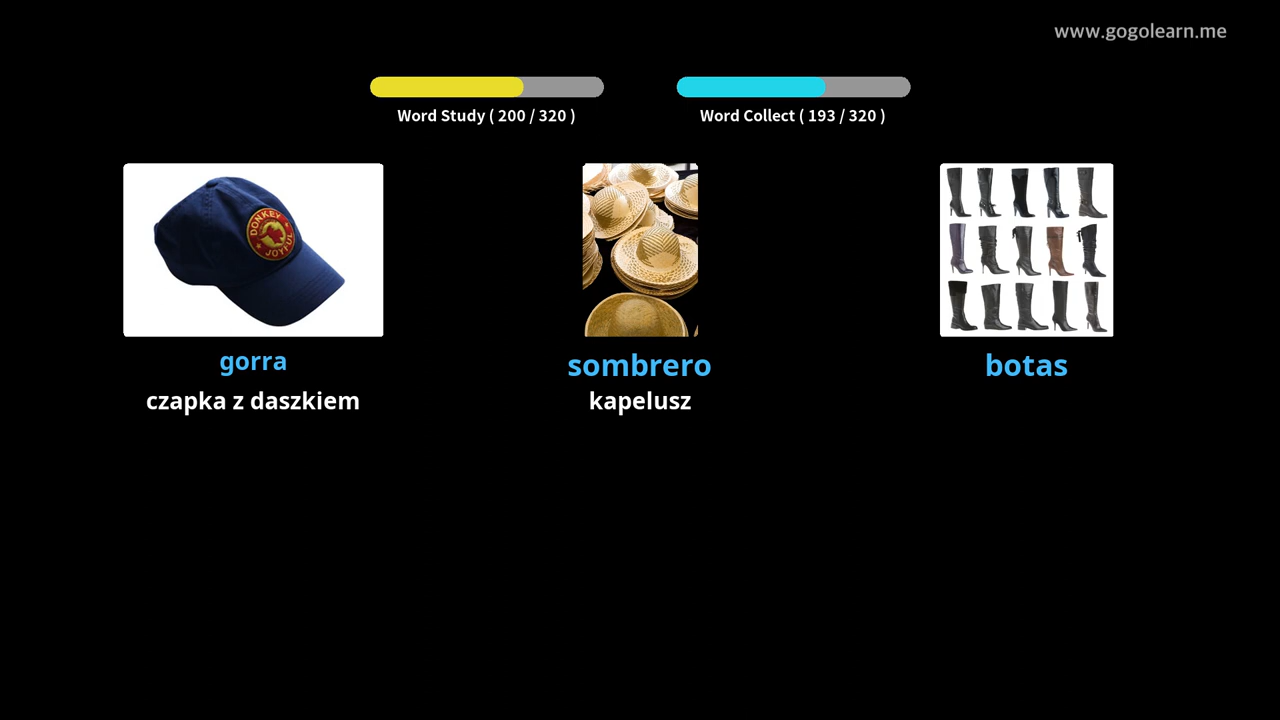 www.gogolearn.me
Word Study ( 200 / 320 )
Word Collect ( 193 / 320 )
DONKEY
JOYFUL
gorra
sombrero
botas
czapka z daszkiem
kapelusz